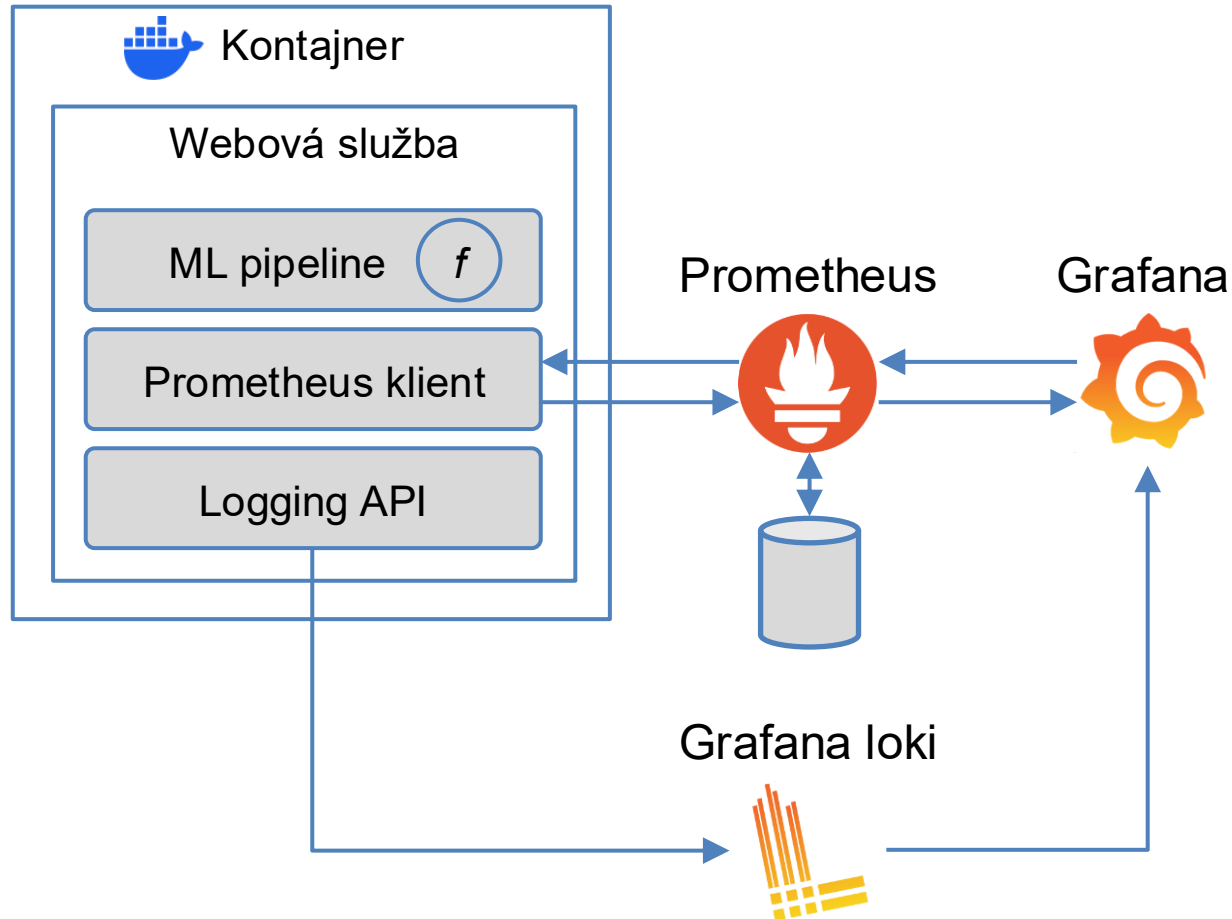 Kontajner
Webová služba
ML pipeline f
Prometheus klient
Logging API
Prometheus
Grafana
Grafana loki